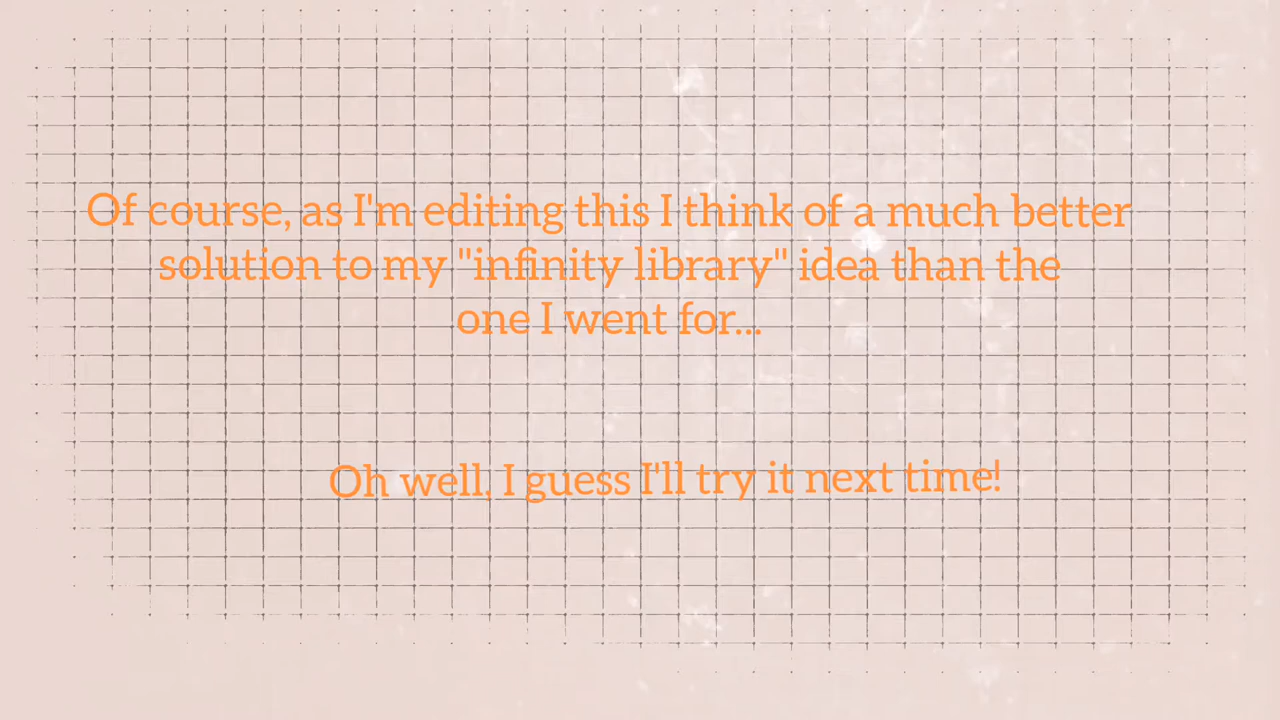 Of course, as I'm editing this I think of a much better
solution to my "infinity library" idea than the
one I went for...
Oh well, I guess I'll try it next time!